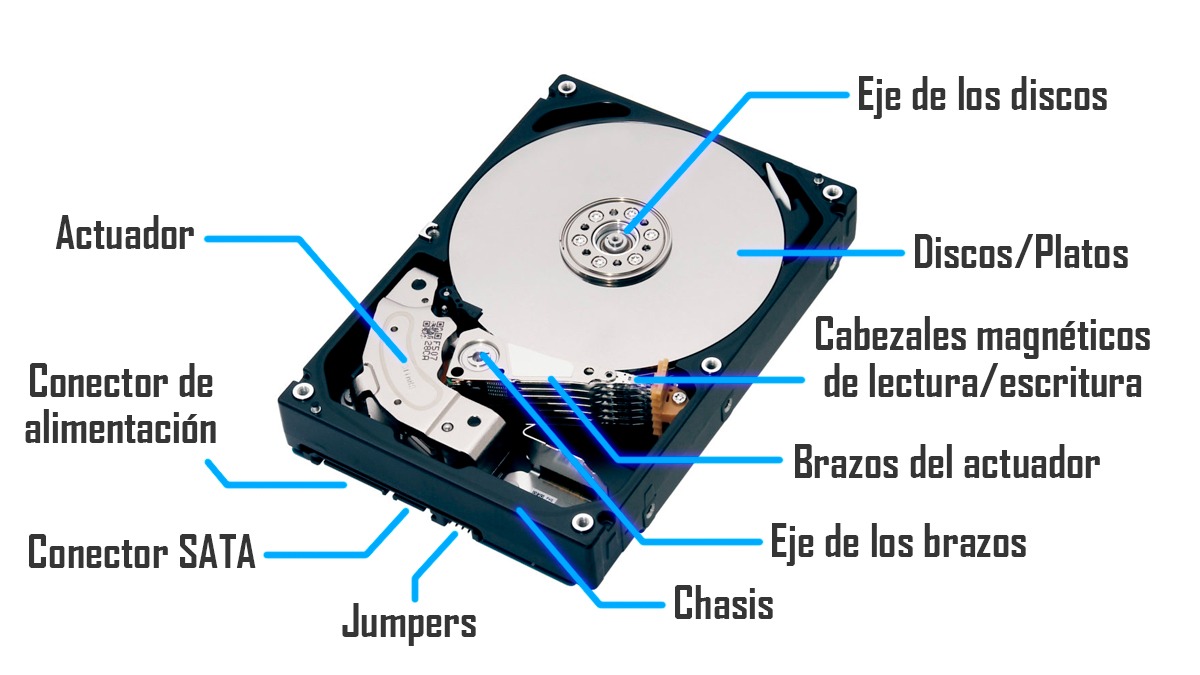 Eje de los discos
Actuador
Discos/Platos
Cabezales magnéticos
de lectura/escritura
Conector de
alimentación
Brazos del actuador
Conector SATA
Eje de los brazos
Chasis
Jumpers